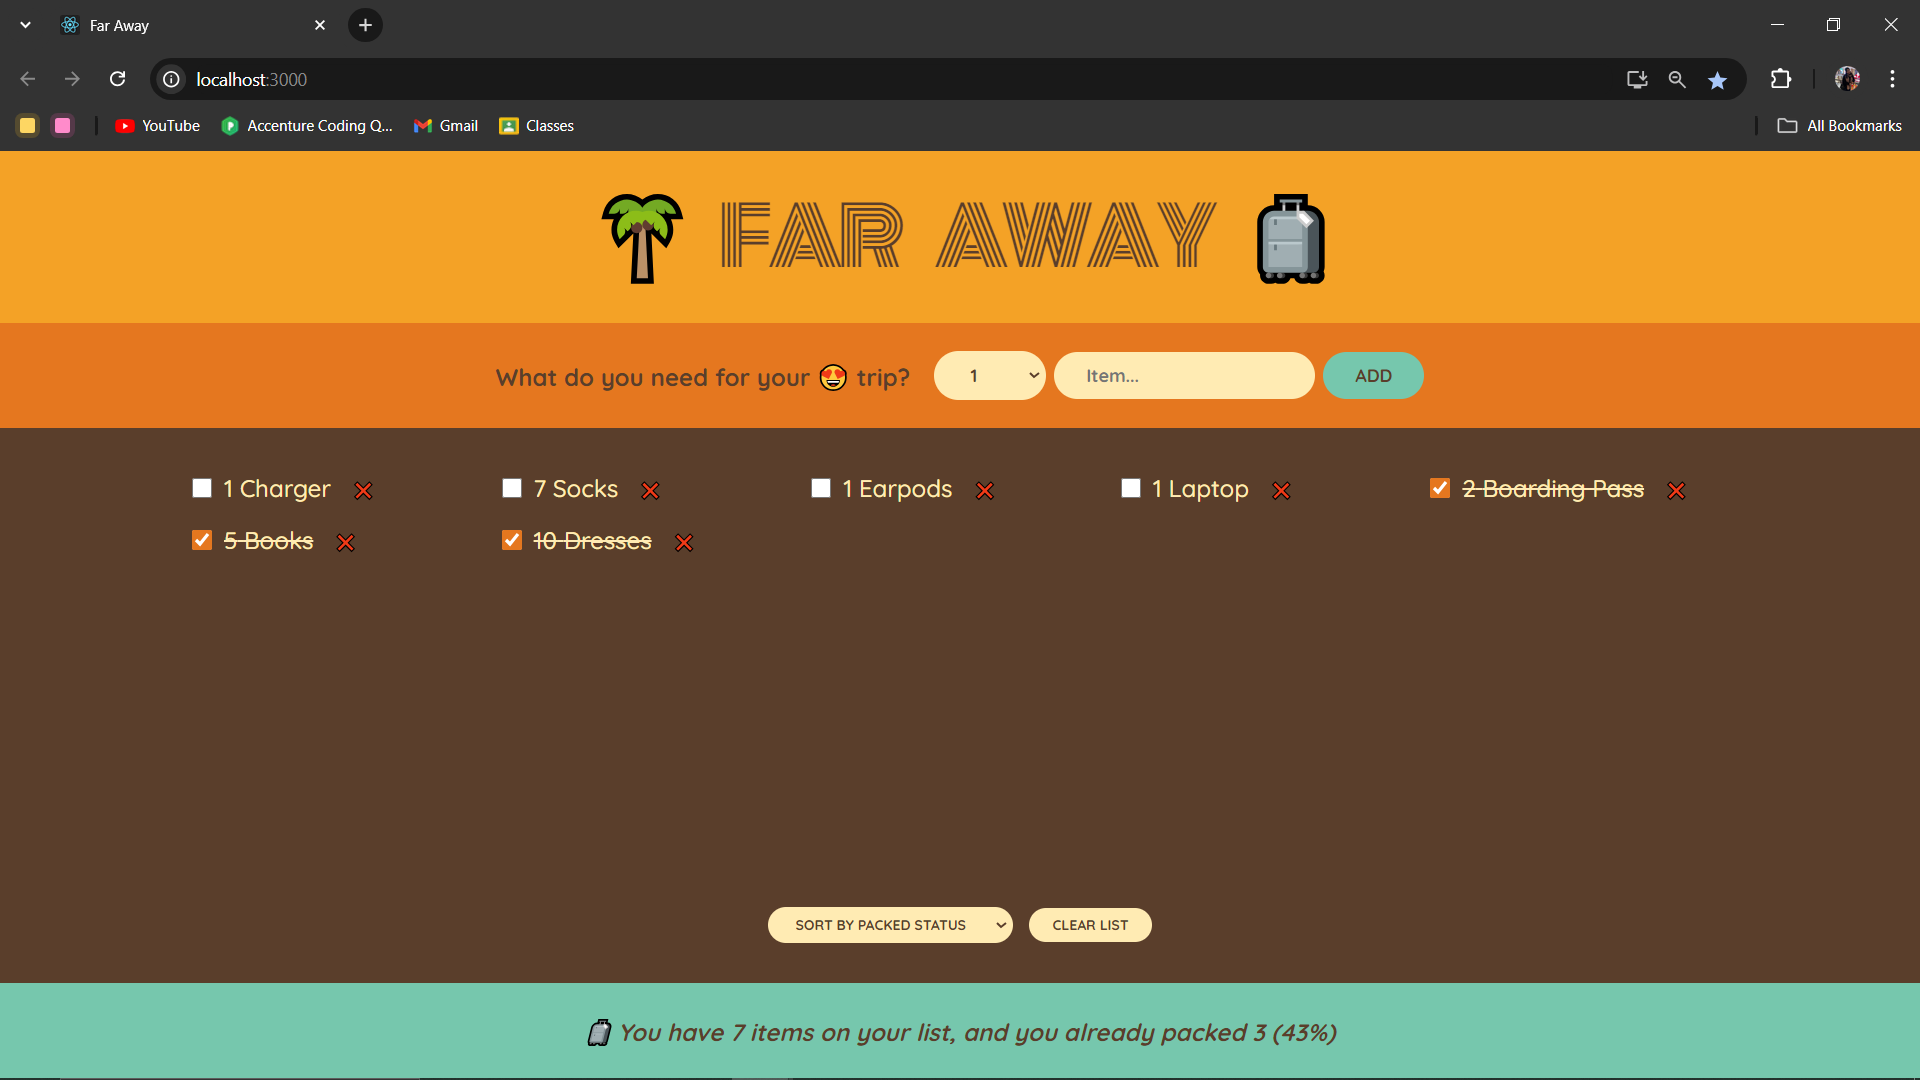 Far Away
localhost:3000
YouTube Accenture Coding Q... Gmail Classes All Bookmarks
FAR AWAY
What do you need for your 😍 trip? 1 Item... ADD
1 Charger ❌ 7 Socks ❌ 1 Earpods ❌ 1 Laptop ❌ 2 Boarding Pass ❌
5 Books ❌ 10 Dresses ❌
SORT BY PACKED STATUS CLEAR LIST
You have 7 items on your list, and you already packed 3 (43%)